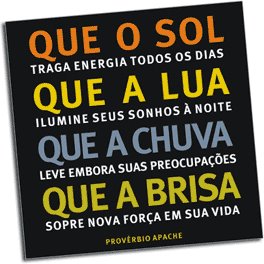 QUE O SOL
TRAGA ENERGIA TODOS OS DIAS
QUE A LUA
ILUMINE SEUS SONHOS À NOITE
QUE A CHUVA
LEVE EMBORA SUAS PREOCUPAÇÕES
QUE A BRISA
SOPRE NOVA FORÇA EM SUA VIDA
PROVÉRBIO APACHE